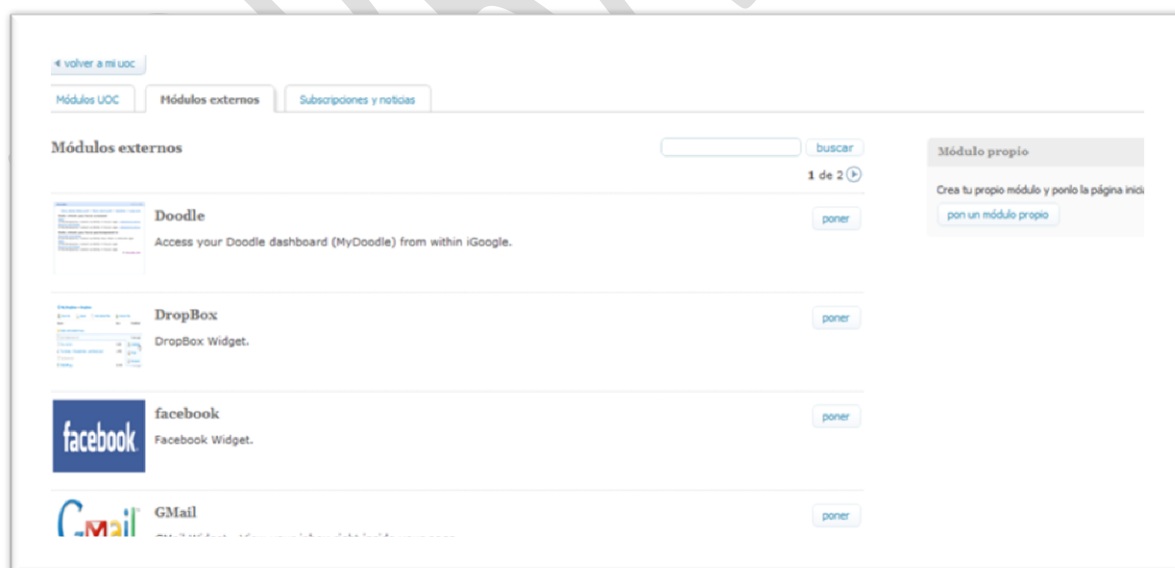 volver a mi uoc
Módulos UOC
Módulos externos
Subscripciones y noticias
Módulos externos
buscar
1 de 2
Doodle
Access your Doodle dashboard (MyDoodle) from within iGoogle.
poner
DropBox
DropBox Widget.
poner
facebook
facebook
Facebook Widget.
poner
GMail
GMail
poner
Módulo propio
Crea tu propio módulo y ponlo la página
pon un módulo propio